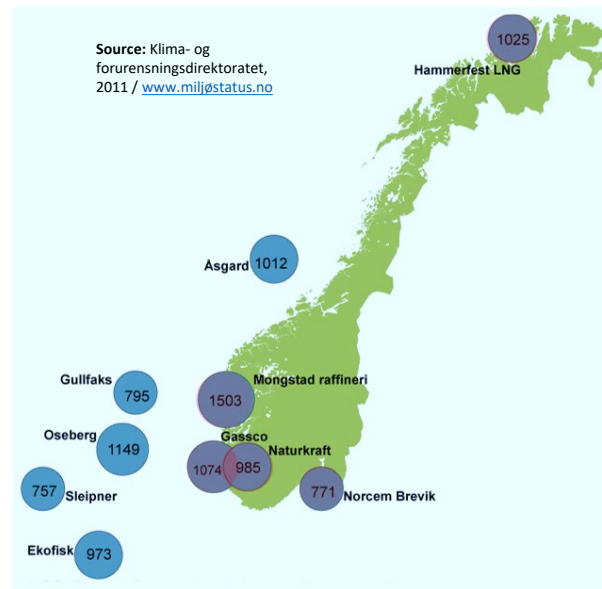 Source: Klima- og
forurensningsdirektoratet,
2011 / www.miljøstatus.no
1025
Hammerfest LNG
Åsgard 1012
Gullfaks 795
Mongstad raffineri
1503
Oseberg
1149
Gassco
Naturkraft
1074 985
757 Sleipner
771 Norcem Brevik
Ekofisk 973